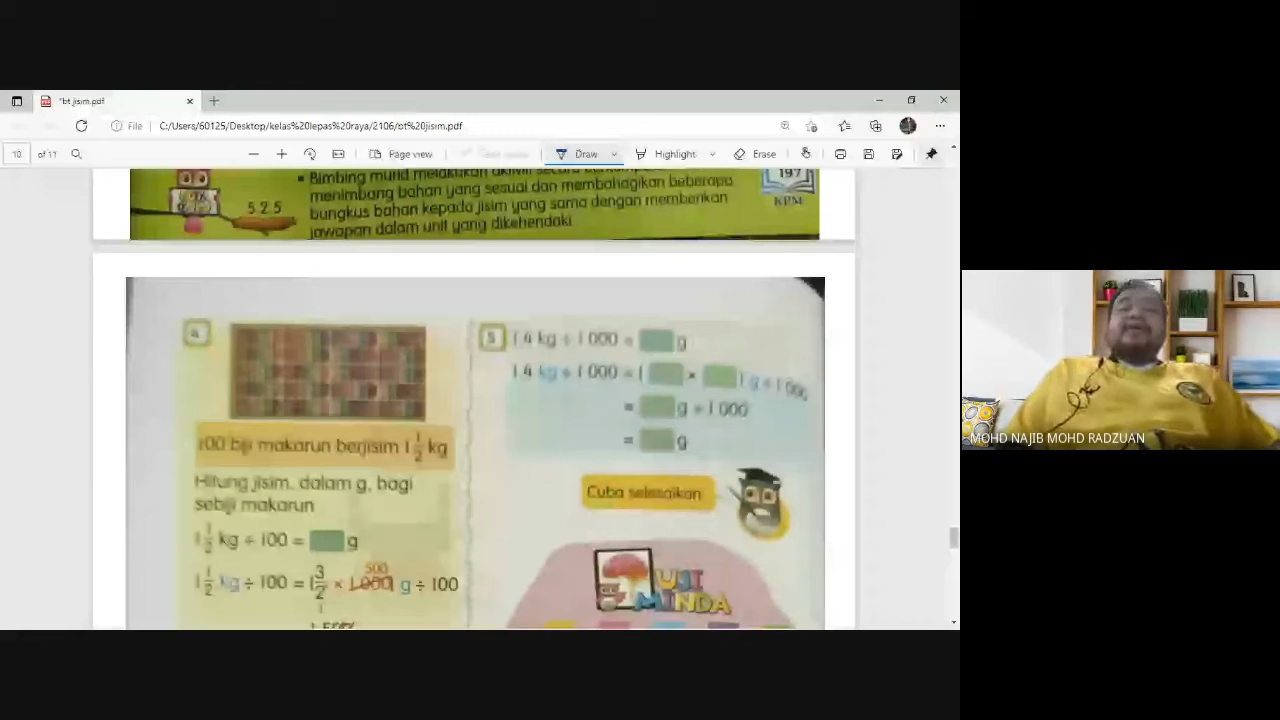 *bt jisim.pdf
File
C:/Users/60125/Desktop/kelas%20lepas%20raya/2106/bt%20jisim.pdf
10 of 11
Page view
Draw
Highlight
Erase
Bimbing murid melakukan aktiviti secara
menimbang bahan yang sesuai dan membahagikan beberapa
bungkus bahan kepada jisim yang sama dengan memberikan
jawapan dalam unit yang dikehendaki.
525
197
KPM
4
100 biji makarun berjisim 1 1/2 kg
Hitung jisim, dalam g, bagi
sebiji makarun
1 1/2 kg ÷ 100 = g
500
1 1/2 kg ÷ 100 = ( 3/2 × 1 000) g ÷ 100
1
5
1.4 kg ÷ 1 000 = g
1.4 kg ÷ 1 000 = ( × ) g ÷ 1 000
= g ÷ 1 000
= g
Cuba selesaikan
UJI
MINDA
MOHD NAJIB MOHD RADZUAN